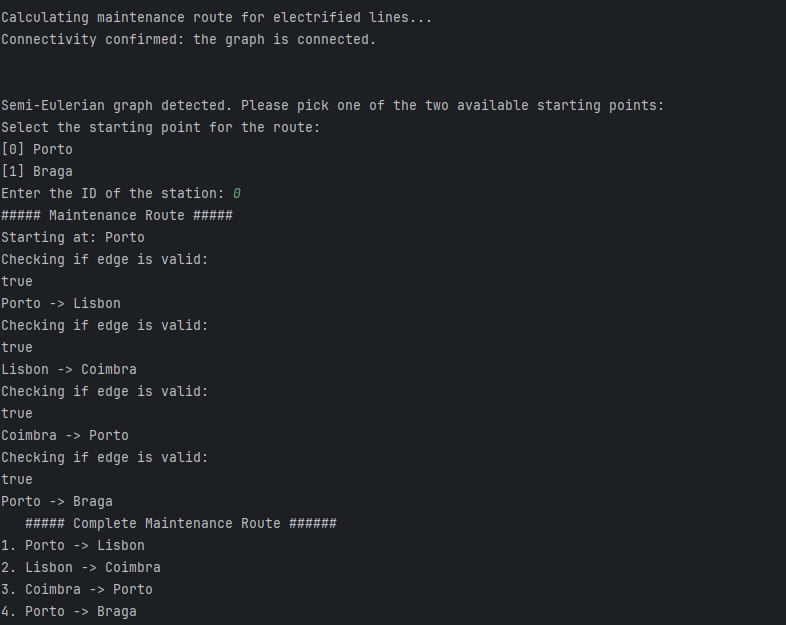 Calculating maintenance route for electrified lines...
Connectivity confirmed: the graph is connected.
Semi-Eulerian graph detected. Please pick one of the two available starting points:
Select the starting point for the route:
[0] Porto
[1] Braga
Enter the ID of the station: 0
##### Maintenance Route #####
Starting at: Porto
Checking if edge is valid:
true
Porto -> Lisbon
Checking if edge is valid:
true
Lisbon -> Coimbra
Checking if edge is valid:
true
Coimbra -> Porto
Checking if edge is valid:
true
Porto -> Braga
##### Complete Maintenance Route ######
1. Porto -> Lisbon
2. Lisbon -> Coimbra
3. Coimbra -> Porto
4. Porto -> Braga